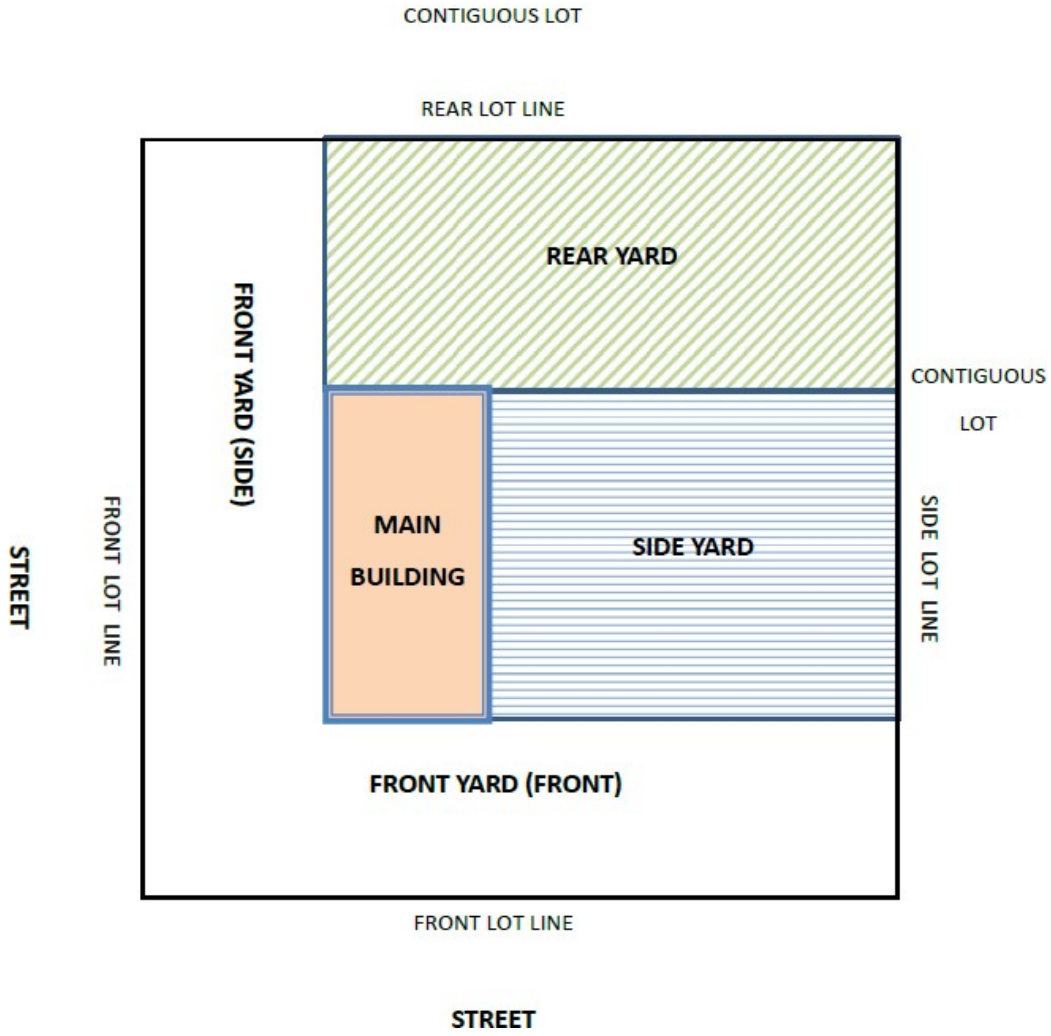 CONTIGUOUS LOT
REAR LOT LINE
REAR YARD
FRONT YARD (SIDE)
CONTIGUOUS
LOT
MAIN
BUILDING
SIDE YARD
STREET
FRONT LOT LINE
SIDE LOT LINE
FRONT YARD (FRONT)
FRONT LOT LINE
STREET